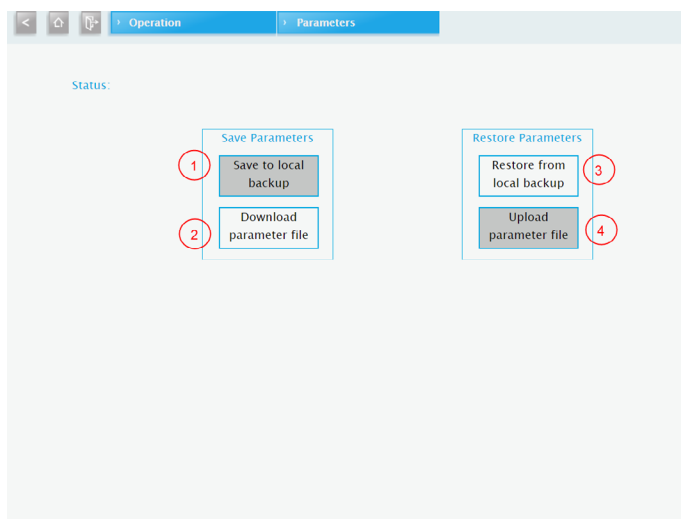 < › Operation › Parameters
Status:
Save Parameters
1
Save to local
backup
2
Download
parameter file
Restore Parameters
Restore from
local backup
3
Upload
parameter file
4